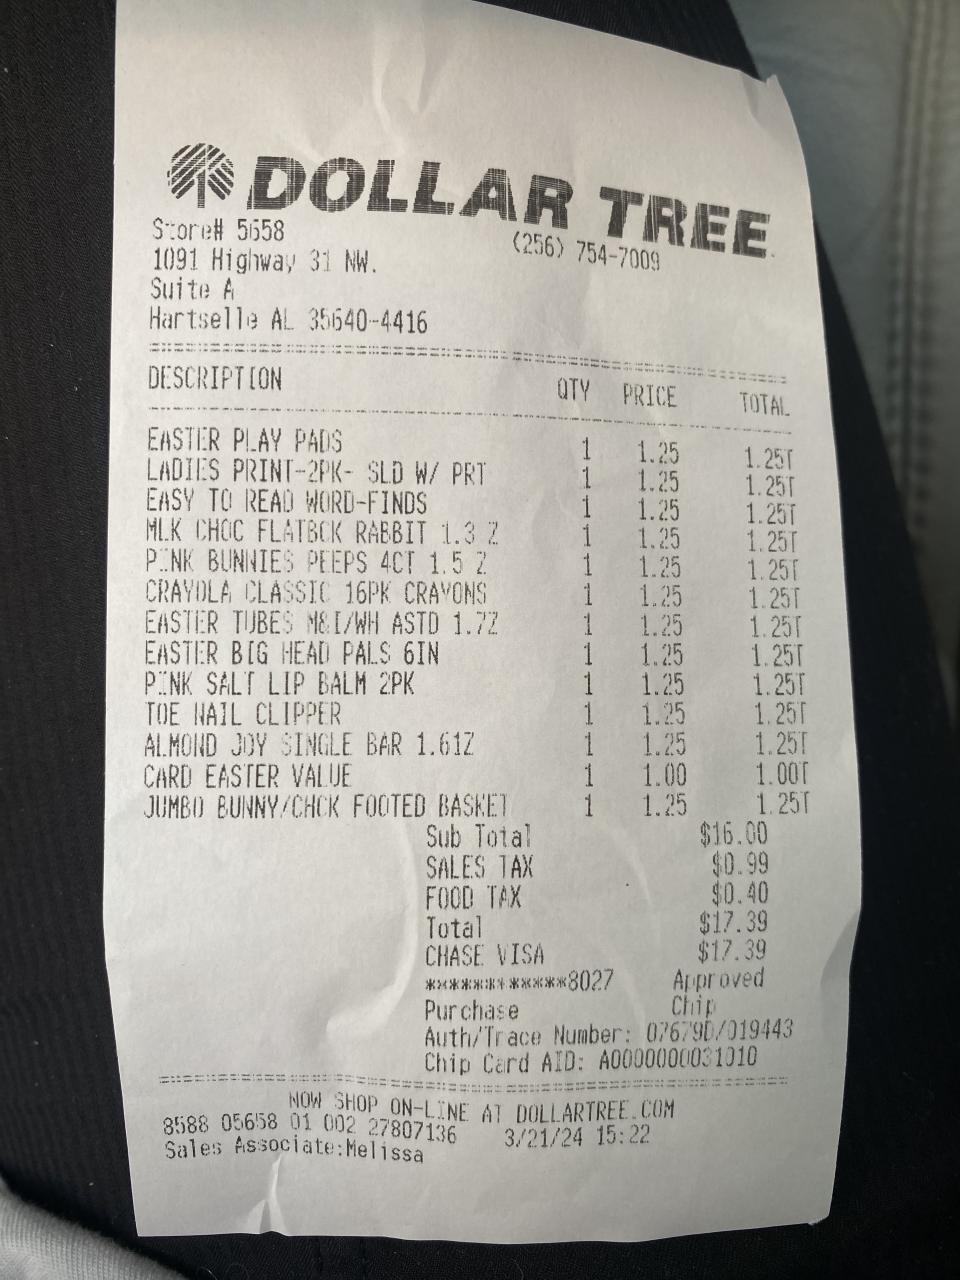 DOLLAR TREE
Store# 5658 (256) 754-7009
1091 Highway 31 NW.
Suite A
Hartselle AL 35640-4416
DESCRIPTION QTY PRICE TOTAL
EASTER PLAY PADS 1 1.25 1.25T
LADIES PRINT-2PK- SLD W/ PRT 1 1.25 1.25T
EASY TO READ WORD-FINDS 1 1.25 1.25T
MLK CHOC FLATBCK RABBIT 1.3 Z 1 1.25 1.25T
PINK BUNNIES PEEPS 4CT 1.5 Z 1 1.25 1.25T
CRAYOLA CLASSIC 16PK CRAYONS 1 1.25 1.25T
EASTER TUBES M&I/WH ASTD 1.7Z 1 1.25 1.25T
EASTER BIG HEAD PALS 6IN 1 1.25 1.25T
PINK SALT LIP BALM 2PK 1 1.25 1.25T
TOE NAIL CLIPPER 1 1.25 1.25T
ALMOND JOY SINGLE BAR 1.61Z 1 1.25 1.25T
CARD EASTER VALUE 1 1.00 1.00T
JUMBO BUNNY/CHCK FOOTED BASKET 1 1.25 1.25T
Sub Total $16.00
SALES TAX $0.99
FOOD TAX $0.40
Total $17.39
CHASE VISA $17.39
************8027 Approved
Purchase Chip
Auth/Trace Number: 07679D/019443
Chip Card AID: A0000000031010
NOW SHOP ON-LINE AT DOLLARTREE.COM
8588 05658 01 002 27807136 3/21/24 15:22
Sales Associate:Melissa